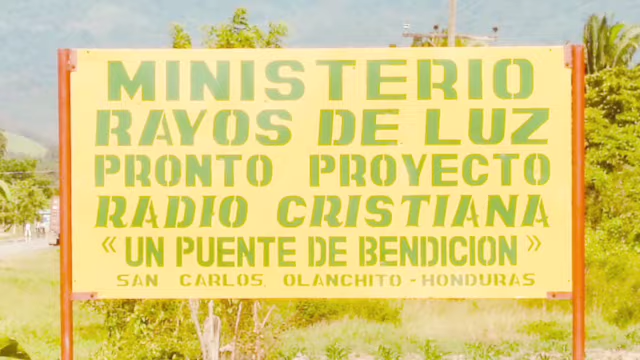 MINISTERIO
RAYOS DE LUZ
PRONTO PROYECTO
RADIO CRISTIANA
«UN PUENTE DE BENDICION»
SAN CARLOS, OLANCHITO-HONDURAS